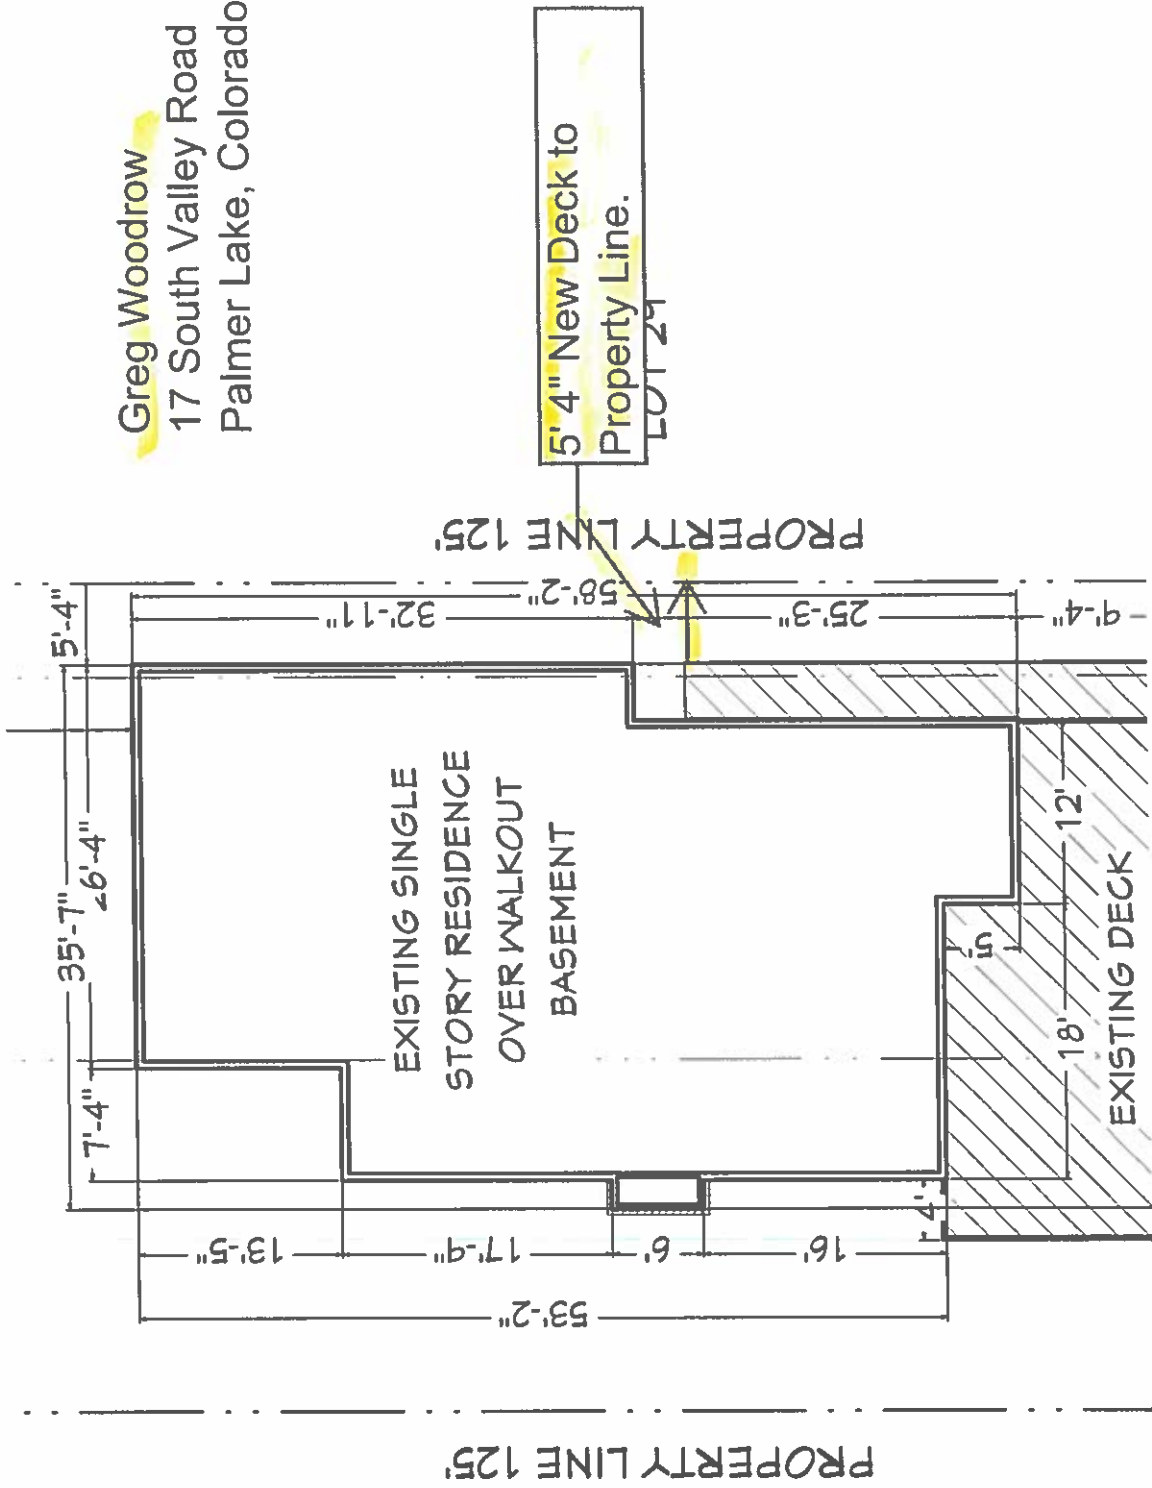 Greg Woodrow
17 South Valley Road
Palmer Lake, Colorado
5' 4" New Deck to
Property Line.
LOT 29
PROPERTY LINE 125'
5'-4"
58'-2"
32'-11"
25'-3"
9'-4"
35'-7"
26'-4"
7'-4"
EXISTING SINGLE
STORY RESIDENCE
OVER WALKOUT
BASEMENT
12'
5'
18'
EXISTING DECK
4'
13'-5"
17'-9"
6'
16'
53'-2"
PROPERTY LINE 125'